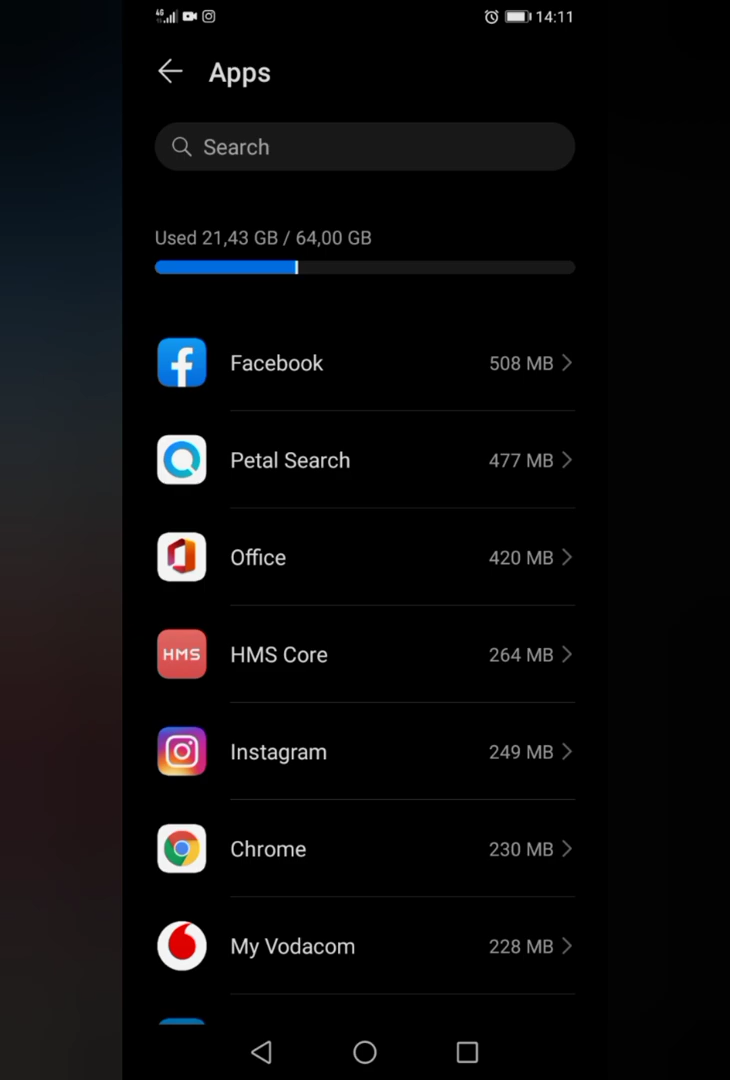 4G
14:11
Apps
Search
Used 21,43 GB / 64,00 GB
Facebook 508 MB
Petal Search 477 MB
Office 420 MB
HMS HMS Core 264 MB
Instagram 249 MB
Chrome 230 MB
My Vodacom 228 MB